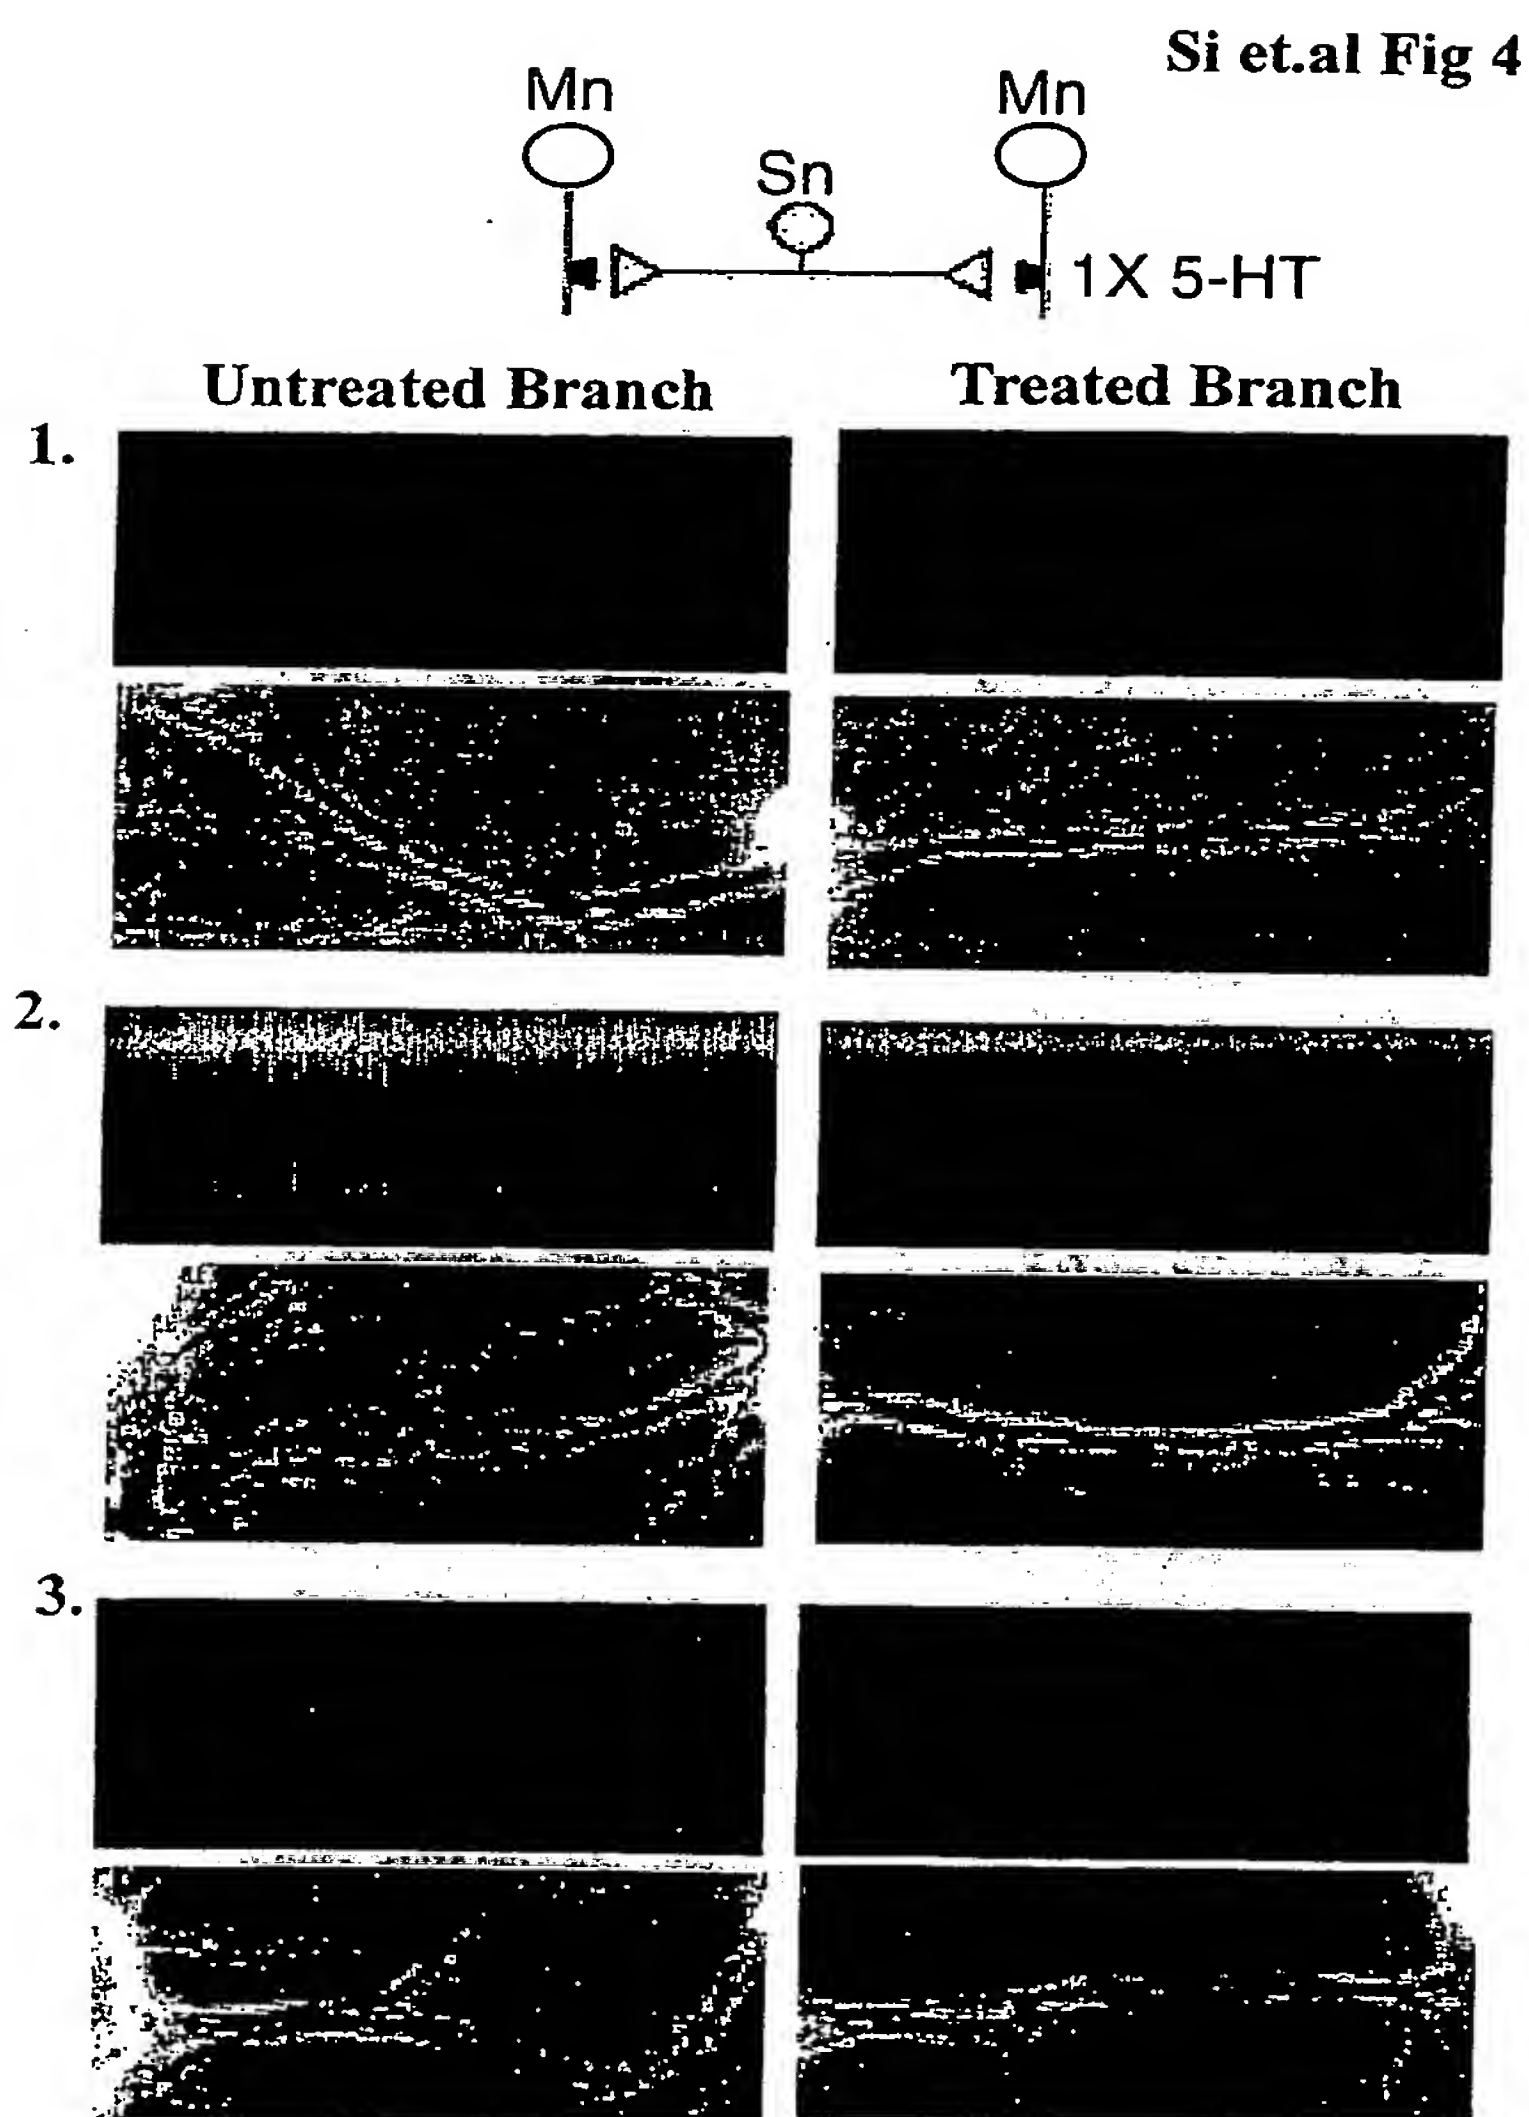 Si et.al Fig 4
Mn
Mn
Sn
1X 5-HT
Untreated Branch
Treated Branch
1.
2.
3.